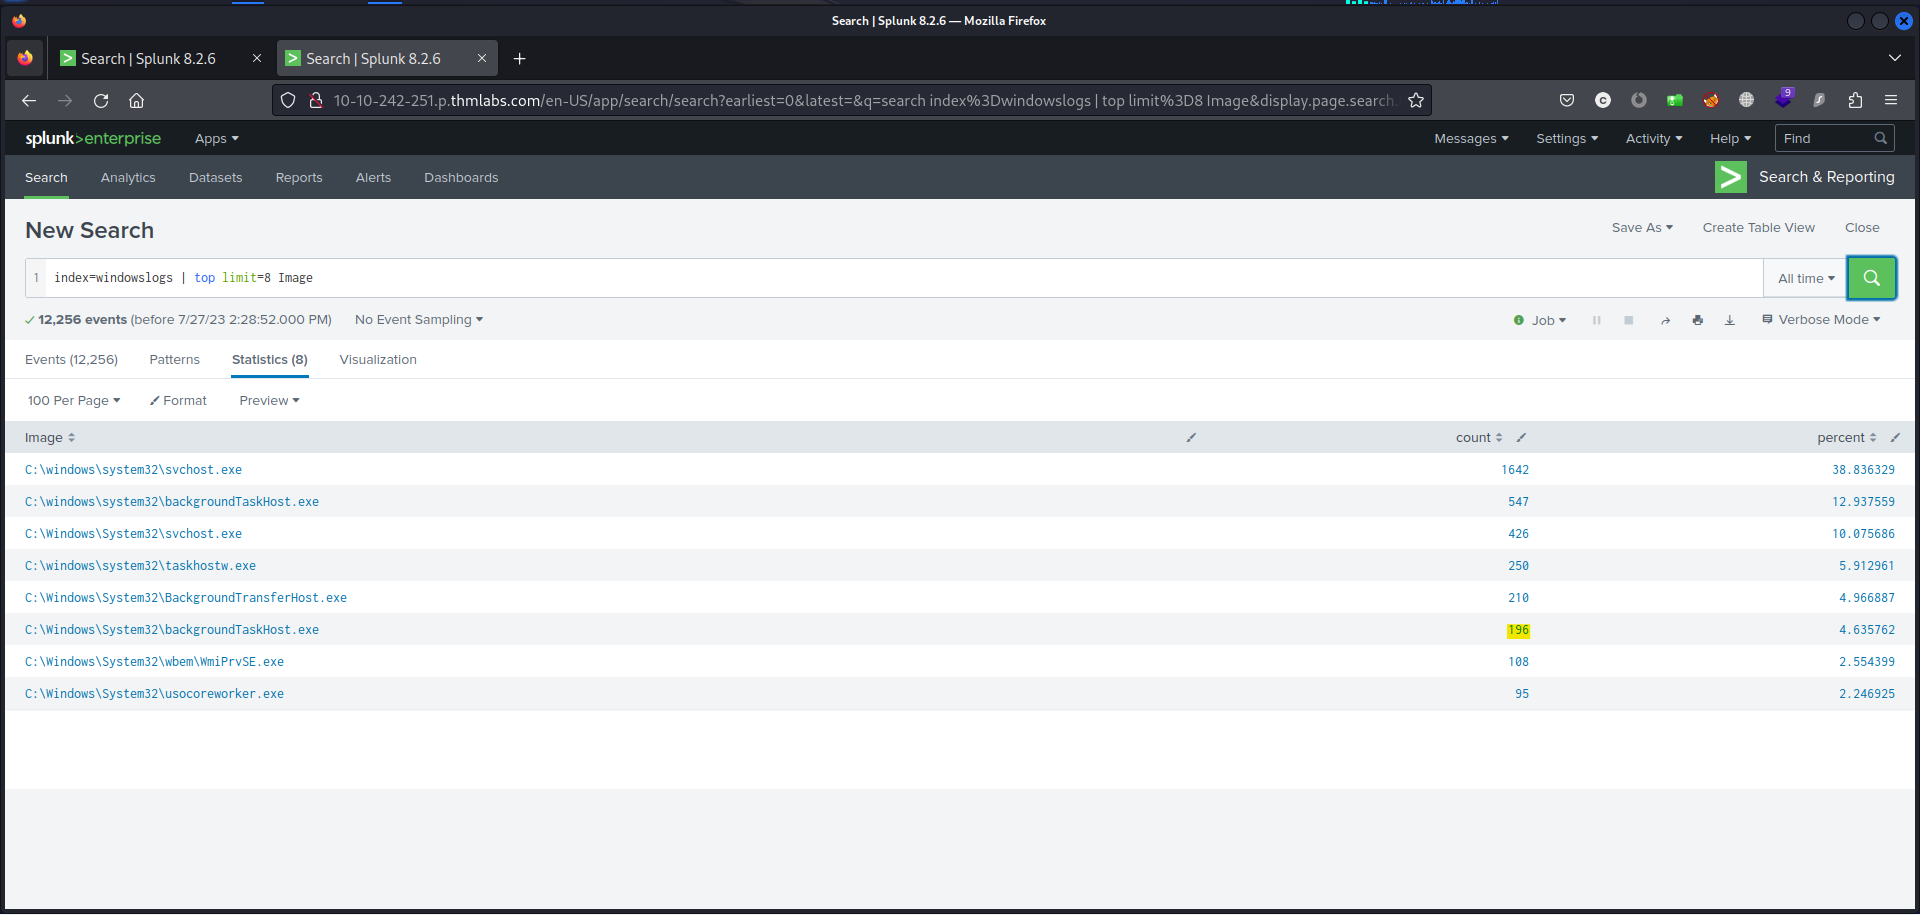 Search | Splunk 8.2.6 — Mozilla Firefox
Search | Splunk 8.2.6
Search | Splunk 8.2.6
10-10-242-251.p.thmlabs.com/en-US/app/search/search?earliest=0&latest=&q=search index%3Dwindowslogs | top limit%3D8 Image&display.page.search.
9
splunk>enterprise Apps Messages Settings Activity Help Find
Search Analytics Datasets Reports Alerts Dashboards Search & Reporting
New Search Save As Create Table View Close
1 index=windowslogs | top limit=8 Image All time
12,256 events (before 7/27/23 2:28:52.000 PM) No Event Sampling Job Verbose Mode
Events (12,256) Patterns Statistics (8) Visualization
100 Per Page Format Preview
Image count percent
C:\windows\system32\svchost.exe 1642 38.836329
C:\windows\system32\backgroundTaskHost.exe 547 12.937559
C:\Windows\System32\svchost.exe 426 10.075686
C:\windows\system32\taskhostw.exe 250 5.912961
C:\Windows\System32\BackgroundTransferHost.exe 210 4.966887
C:\Windows\System32\backgroundTaskHost.exe 196 4.635762
C:\Windows\System32\wbem\WmiPrvSE.exe 108 2.554399
C:\Windows\System32\usocoreworker.exe 95 2.246925